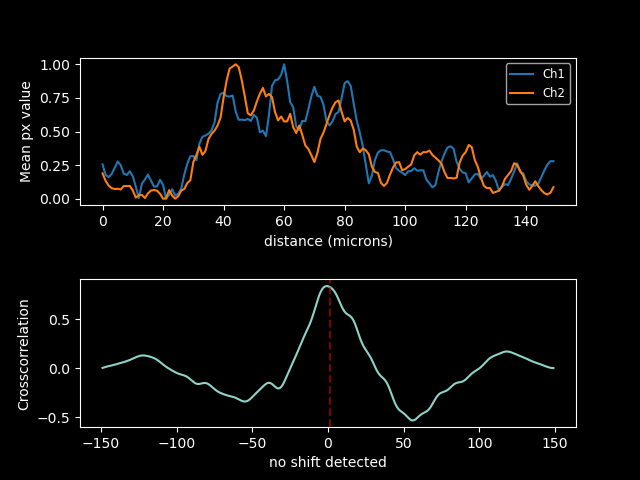 1.00
0.75
0.50
0.25
0.00
Mean px value
Ch1
Ch2
0 20 40 60 80 100 120 140
distance (microns)
0.5
0.0
−0.5
Crosscorrelation
−150 −100 −50 0 50 100 150
no shift detected